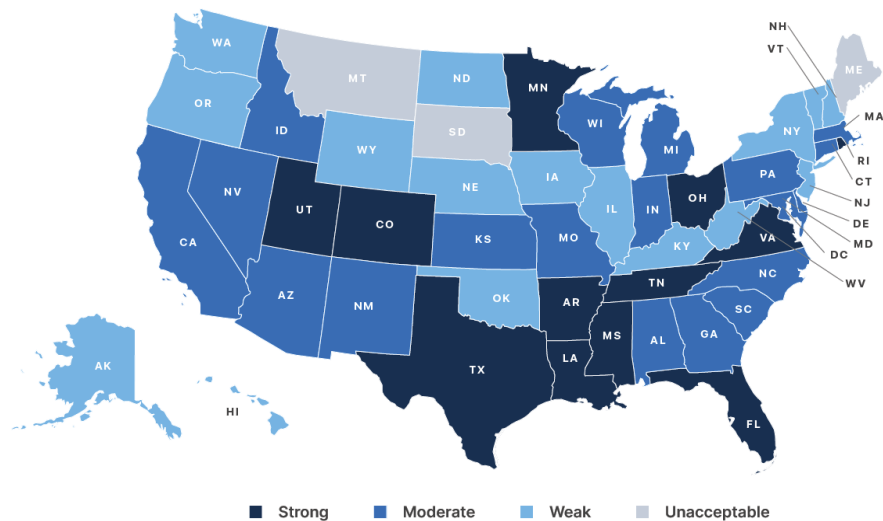 NH
WA
VT
ME
MT
ND
MN
OR
MA
ID
WI
SD
NY
WY
MI
RI
PA
CT
IA
NE
NV
OH
NJ
UT
IL
IN
CO
DE
CA
KS
MO
VA
MD
KY
DC
NC
TN
WV
AZ
OK
NM
AR
SC
MS
GA
AL
LA
AK
TX
HI
FL
Strong Moderate Weak Unacceptable